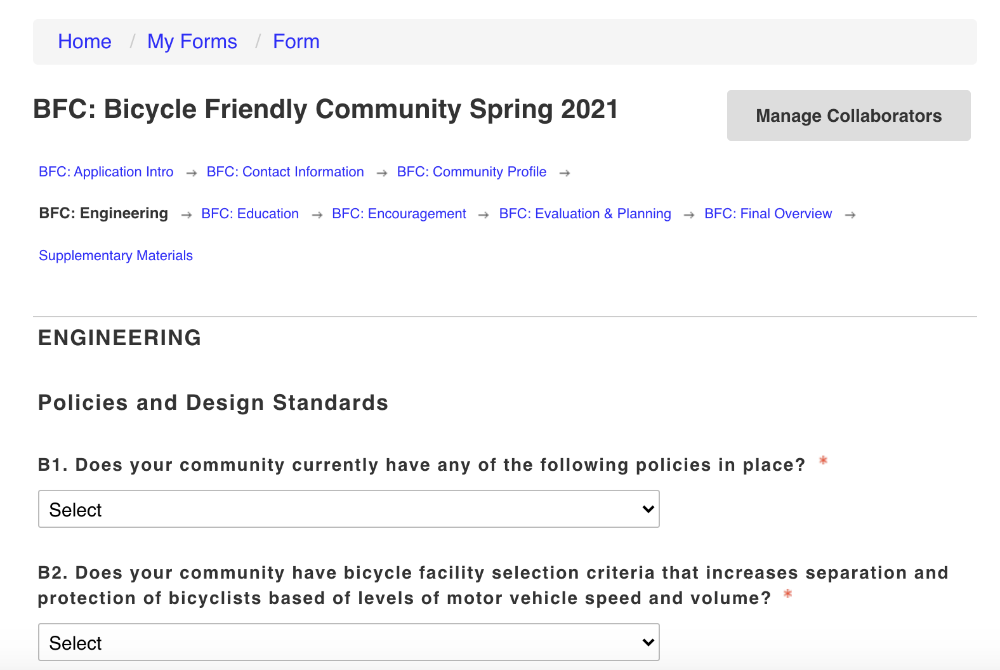 Home / My Forms / Form
BFC: Bicycle Friendly Community Spring 2021
Manage Collaborators
BFC: Application Intro → BFC: Contact Information → BFC: Community Profile →
BFC: Engineering → BFC: Education → BFC: Encouragement → BFC: Evaluation & Planning → BFC: Final Overview →
Supplementary Materials
ENGINEERING
Policies and Design Standards
B1. Does your community currently have any of the following policies in place? *
Select
B2. Does your community have bicycle facility selection criteria that increases separation and
protection of bicyclists based of levels of motor vehicle speed and volume? *
Select